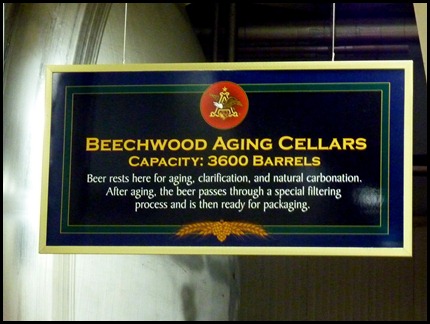 BEECHWOOD AGING CELLARS
CAPACITY: 3600 BARRELS
Beer rests here for aging, clarification, and natural carbonation.
After aging, the beer passes through a special filtering
process and is then ready for packaging.